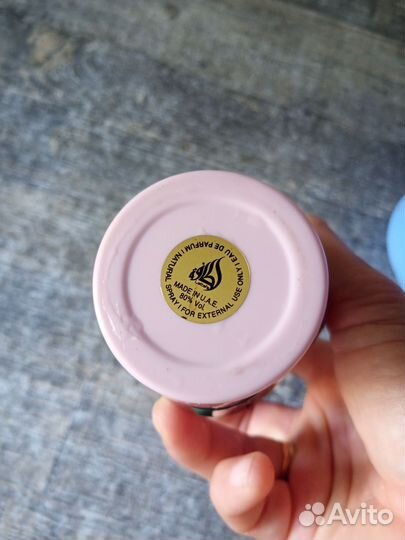 NATURAL SPRAY | FOR EXTERNAL USE ONLY | EAU DE PARFUM |
MADE IN U.A.E.
80% Vol
Avito